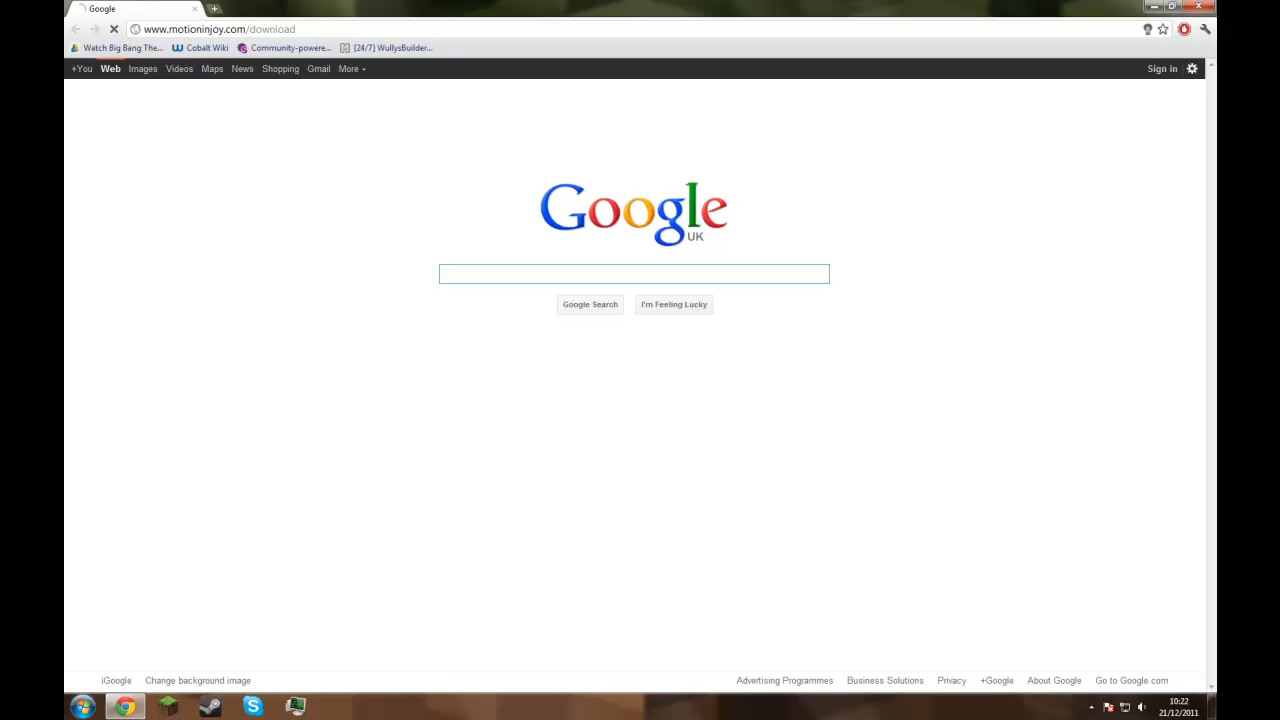 Google
www.motioninjoy.com/download
Watch Big Bang The... Cobalt Wiki Community-powere... [24/7] WullysBuilder...
+You Web Images Videos Maps News Shopping Gmail More Sign in
Google
UK
Google Search I'm Feeling Lucky
iGoogle Change background image Advertising Programmes Business Solutions Privacy +Google About Google Go to Google.com
10:22
21/12/2011